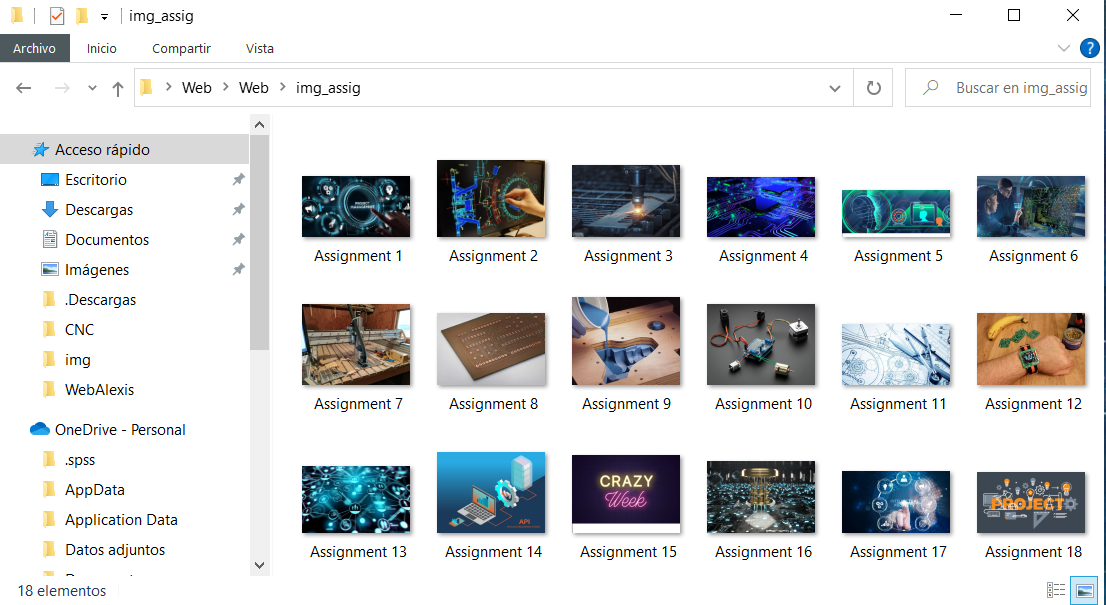 img_assig
Archivo Inicio Compartir Vista
Web Web img_assig
Buscar en img_assig
Acceso rápido
Escritorio
Descargas
Documentos
Imágenes
.Descargas
CNC
img
WebAlexis
OneDrive - Personal
.spss
AppData
Application Data
Datos adjuntos
PROJECT
MANAGEMENT
Assignment 1 Assignment 2 Assignment 3 Assignment 4 Assignment 5 Assignment 6
Assignment 7 Assignment 8 Assignment 9 Assignment 10 Assignment 11 Assignment 12
API
CRAZY
Week
PROJECT
Assignment 13 Assignment 14 Assignment 15 Assignment 16 Assignment 17 Assignment 18
18 elementos